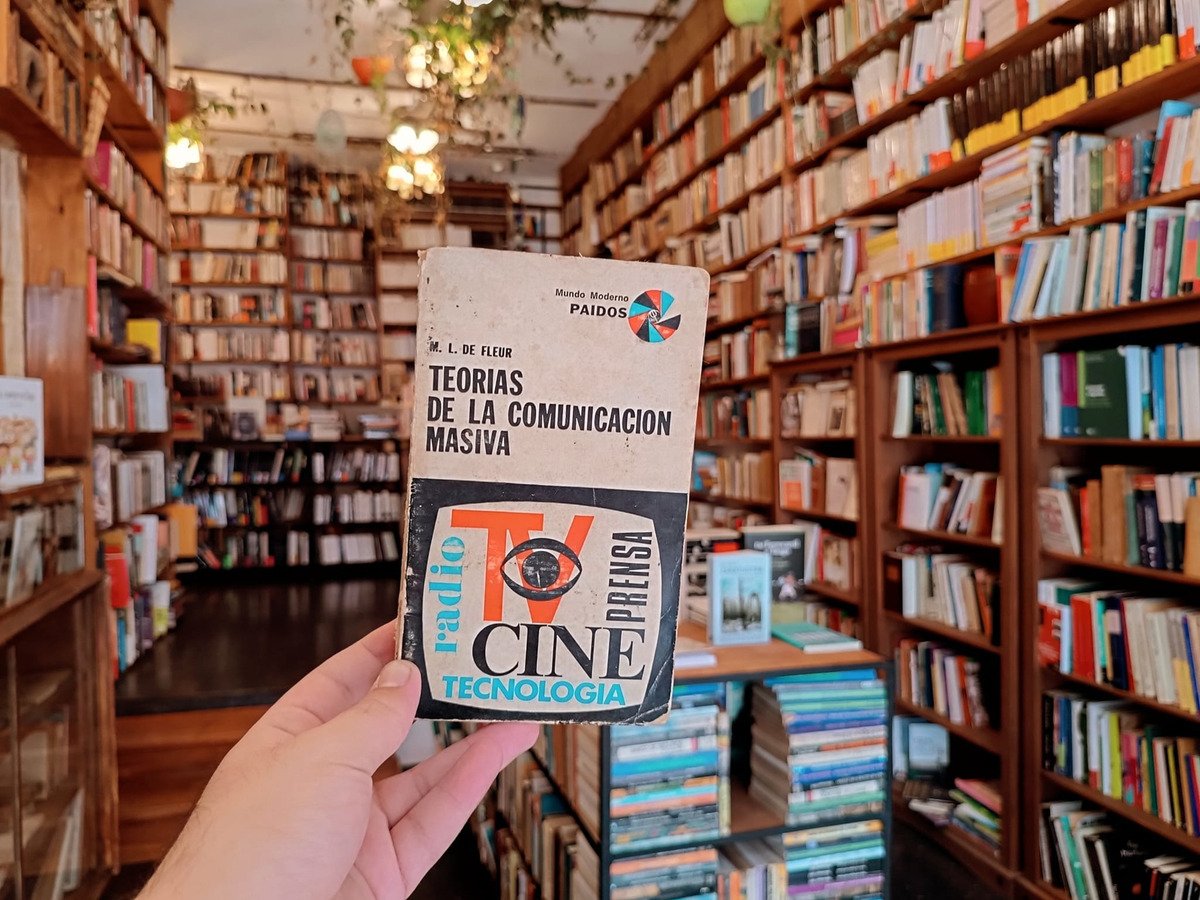 Mundo Moderno
PAIDOS
M. L. DE FLEUR
TEORIAS
DE LA COMUNICACION
MASIVA
radio
TV
PRENSA
CINE
TECNOLOGIA